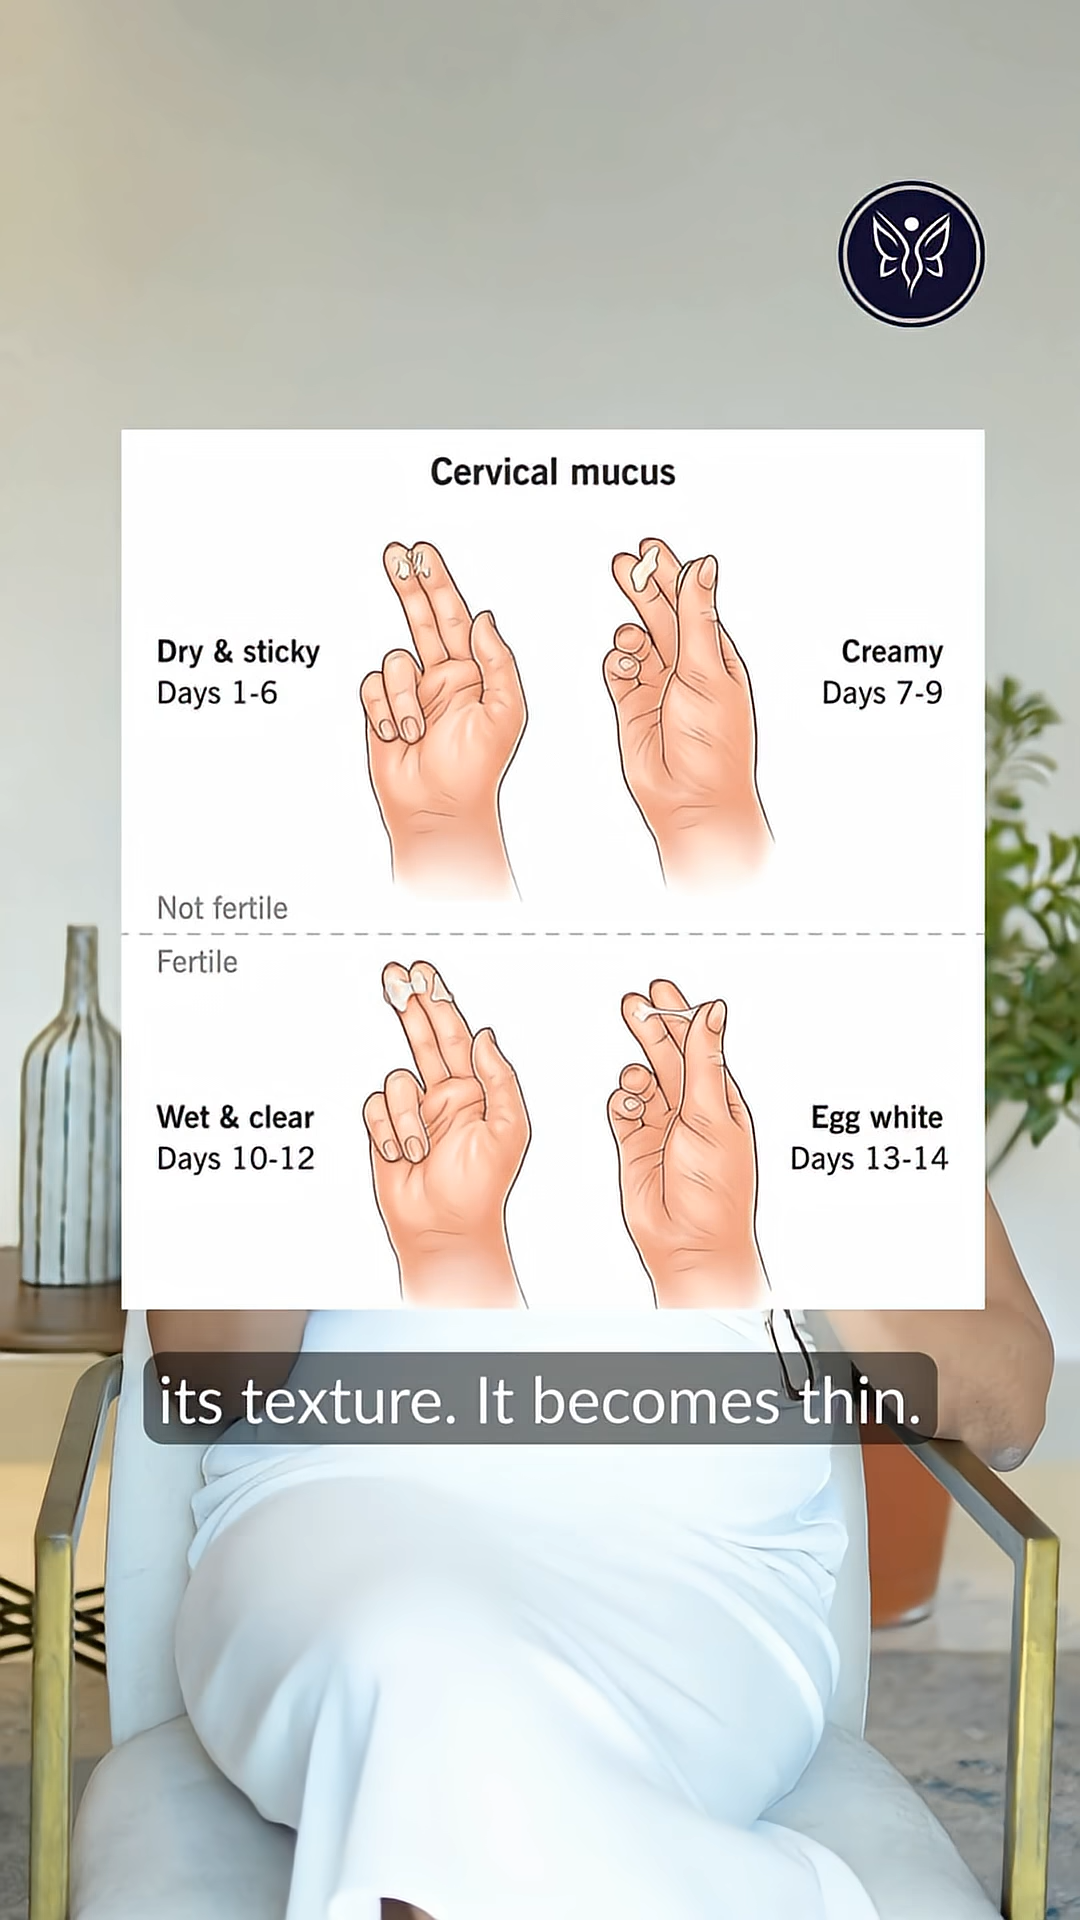 Cervical mucus
Dry & sticky
Days 1-6
Creamy
Days 7-9
Not fertile
Fertile
Wet & clear
Days 10-12
Egg white
Days 13-14
its texture. It becomes thin.